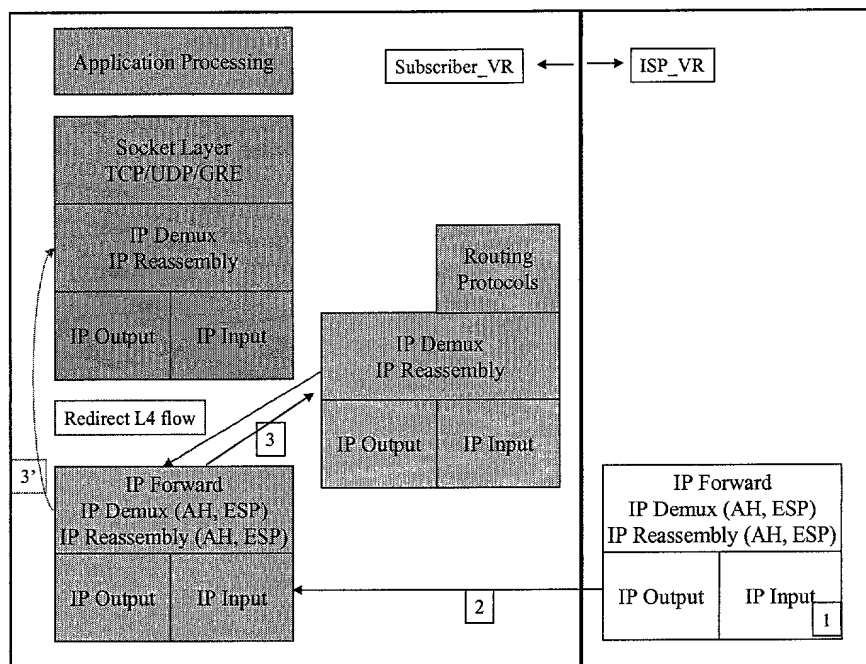 Application Processing
Subscriber_VR
ISP_VR
Socket Layer
TCP/UDP/GRE
IP Demux
IP Reassembly
IP Output
IP Input
Routing
Protocols
IP Demux
IP Reassembly
IP Output
IP Input
Redirect L4 flow
3
3’
IP Forward
IP Demux (AH, ESP)
IP Reassembly (AH, ESP)
IP Output
IP Input
2
IP Forward
IP Demux (AH, ESP)
IP Reassembly (AH, ESP)
IP Output
IP Input
1